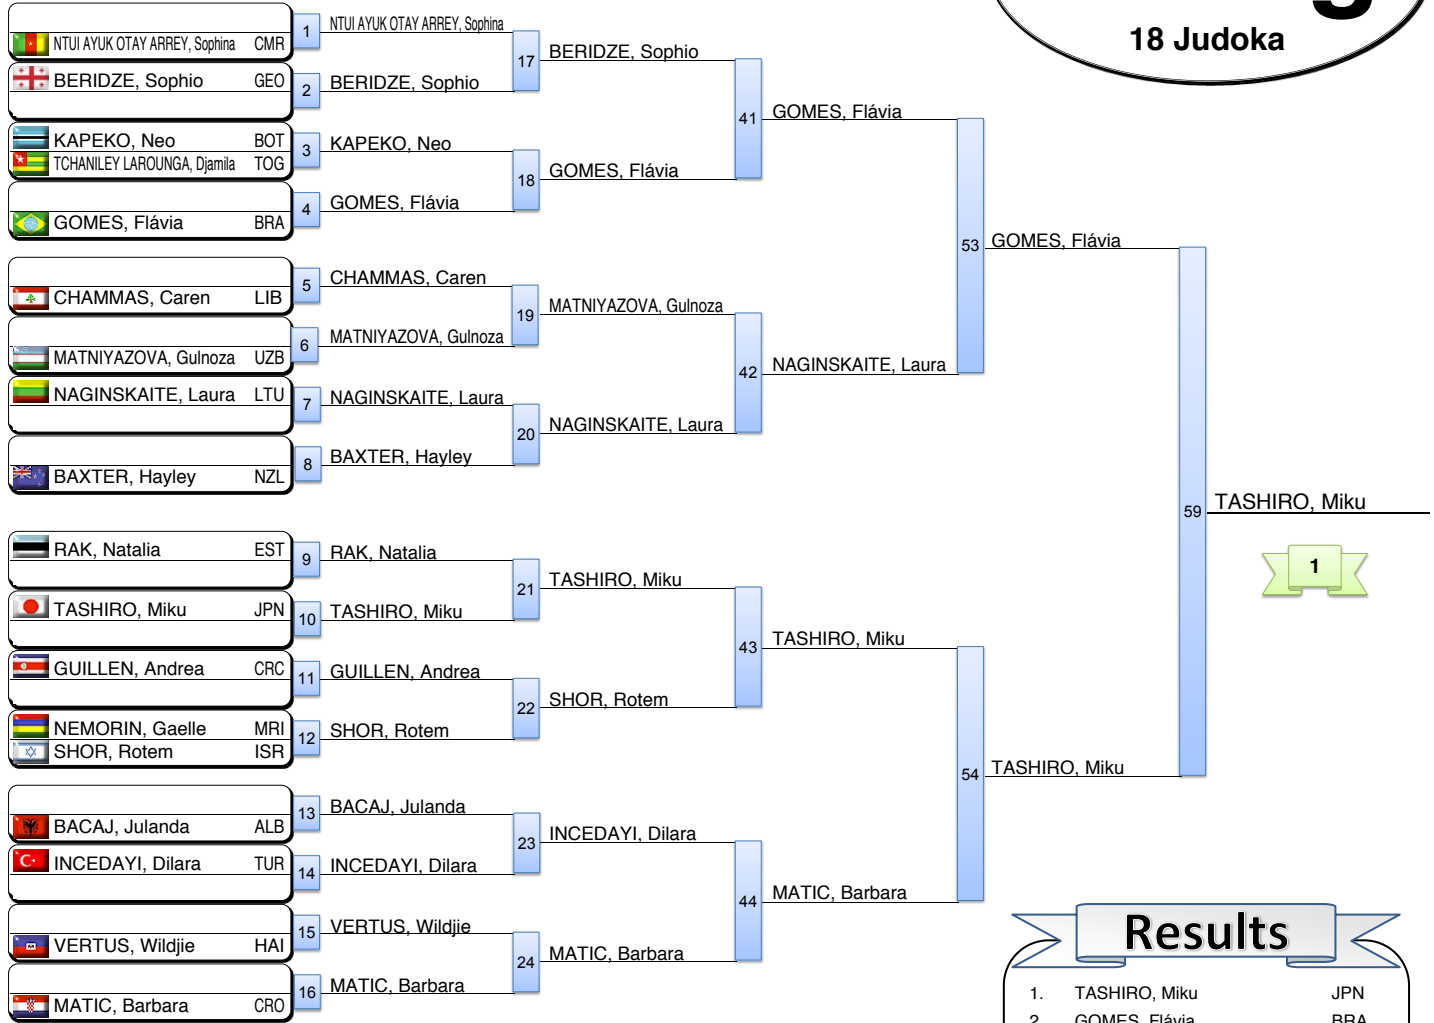 18 Judoka
NTUI AYUK OTAY ARREY, Sophina CMR
BERIDZE, Sophio GEO
KAPEKO, Neo BOT
TCHANILEY LAROUNGA, Djamila TOG
GOMES, Flávia BRA
CHAMMAS, Caren LIB
MATNIYAZOVA, Gulnoza UZB
NAGINSKAITE, Laura LTU
BAXTER, Hayley NZL
RAK, Natalia EST
TASHIRO, Miku JPN
GUILLEN, Andrea CRC
NEMORIN, Gaelle MRI
SHOR, Rotem ISR
BACAJ, Julanda ALB
INCEDAYI, Dilara TUR
VERTUS, Wildjie HAI
MATIC, Barbara CRO
1 NTUI AYUK OTAY ARREY, Sophina
2 BERIDZE, Sophio
3 KAPEKO, Neo
4 GOMES, Flávia
5 CHAMMAS, Caren
6 MATNIYAZOVA, Gulnoza
7 NAGINSKAITE, Laura
8 BAXTER, Hayley
9 RAK, Natalia
10 TASHIRO, Miku
11 GUILLEN, Andrea
12 SHOR, Rotem
13 BACAJ, Julanda
14 INCEDAYI, Dilara
15 VERTUS, Wildjie
16 MATIC, Barbara
17 BERIDZE, Sophio
18 GOMES, Flávia
19 MATNIYAZOVA, Gulnoza
20 NAGINSKAITE, Laura
21 TASHIRO, Miku
22 SHOR, Rotem
23 INCEDAYI, Dilara
24 MATIC, Barbara
41 GOMES, Flávia
42 NAGINSKAITE, Laura
43 TASHIRO, Miku
44 MATIC, Barbara
53 GOMES, Flávia
54 TASHIRO, Miku
59 TASHIRO, Miku
1
Results
1. TASHIRO, Miku JPN
2. GOMES, Flávia BRA